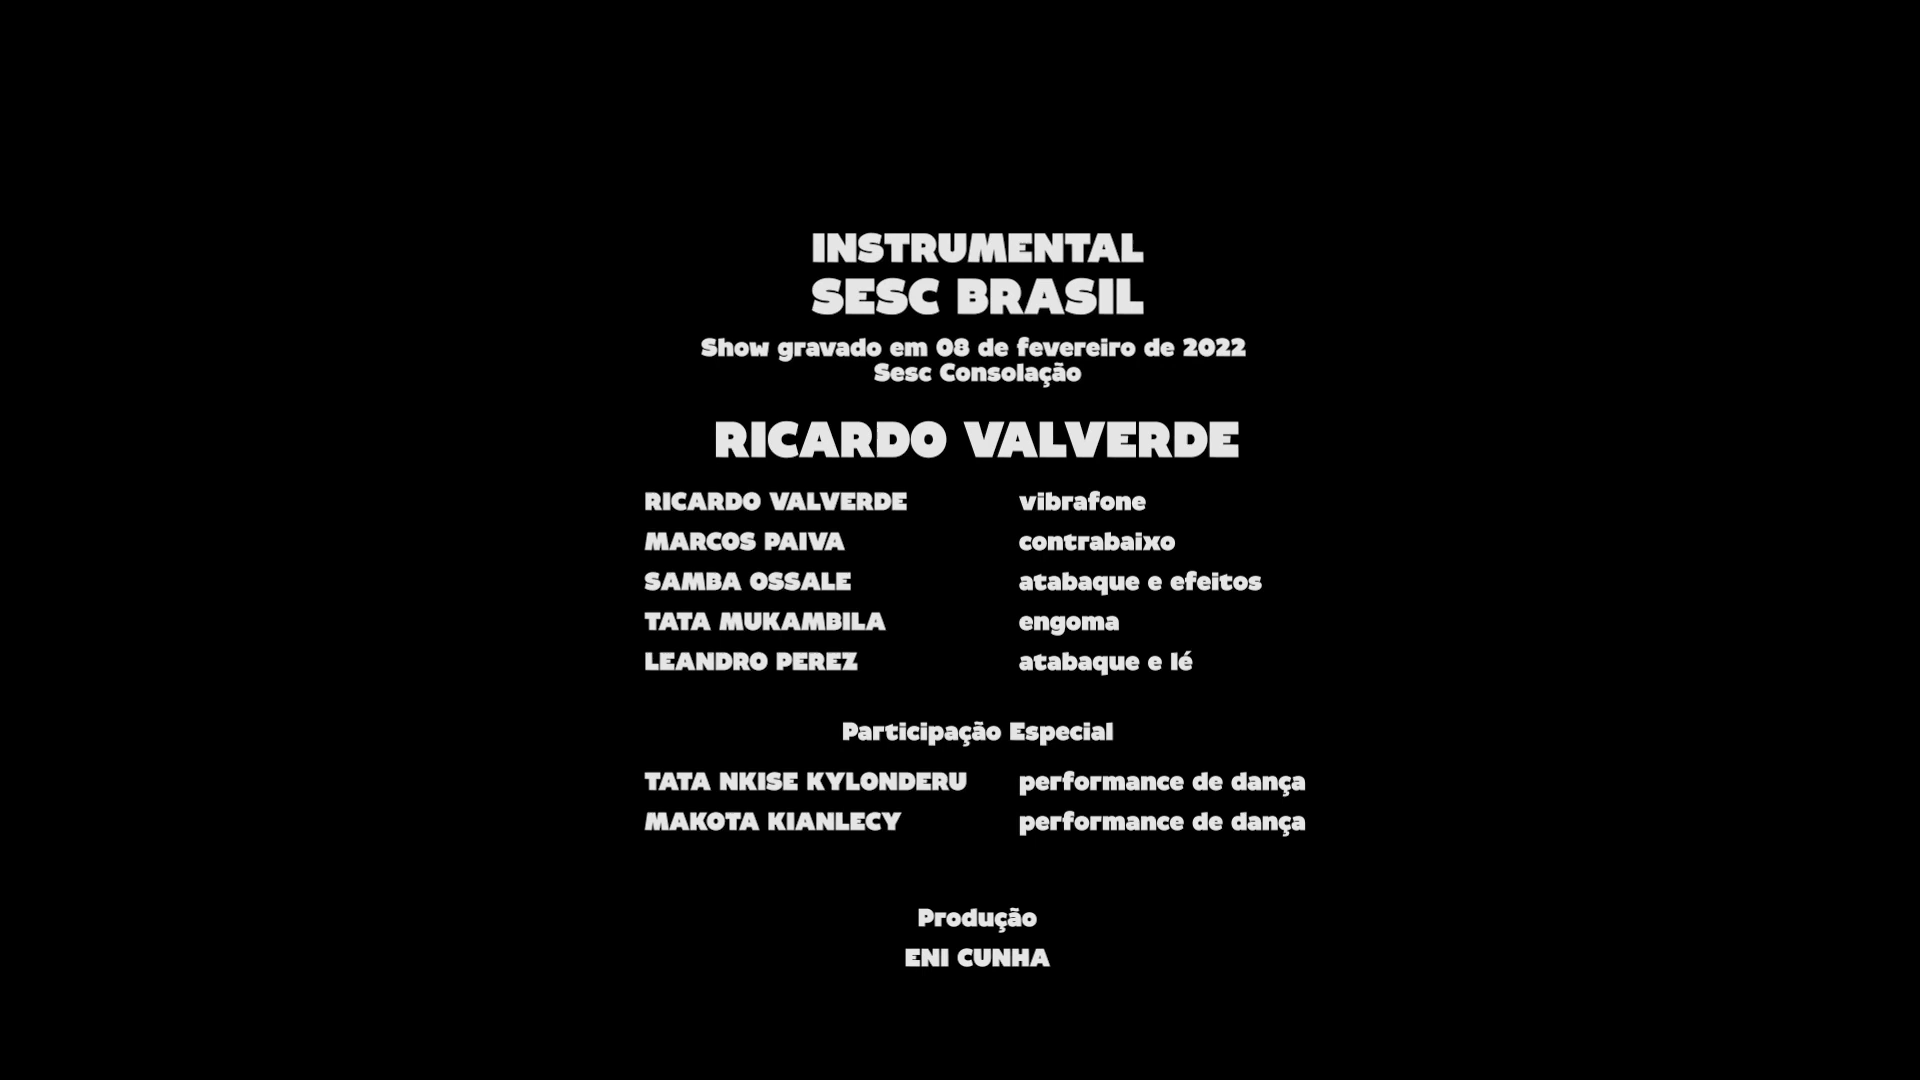 INSTRUMENTAL
SESC BRASIL
Show gravado em 08 de fevereiro de 2022
Sesc Consolação
RICARDO VALVERDE
RICARDO VALVERDE vibrafone
MARCOS PAIVA contrabaixo
SAMBA OSSALE atabaque e efeitos
TATA MUKAMBILA engoma
LEANDRO PEREZ atabaque e lé
Participação Especial
TATA NKISE KYLONDERU performance de dança
MAKOTA KIANLECY performance de dança
Produção
ENI CUNHA